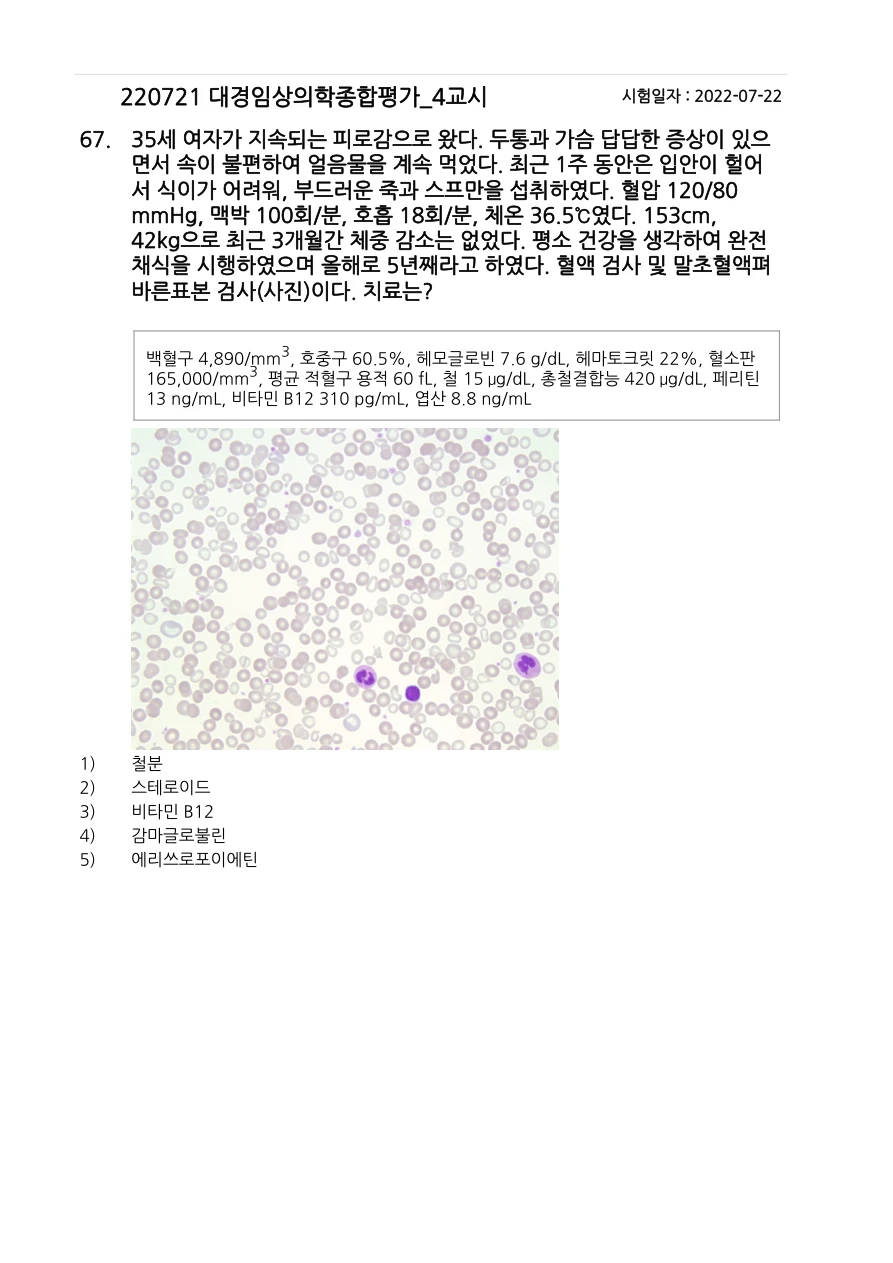 220721 대경임상의학종합평가_4교시 시험일자 : 2022-07-22
67. 35세 여자가 지속되는 피로감으로 왔다. 두통과 가슴 답답한 증상이 있으
면서 속이 불편하여 얼음물을 계속 먹었다. 최근 1주 동안은 입안이 헐어
서 식이가 어려워, 부드러운 죽과 스프만을 섭취하였다. 혈압 120/80
mmHg, 맥박 100회/분, 호흡 18회/분, 체온 36.5℃였다. 153cm,
42kg으로 최근 3개월간 체중 감소는 없었다. 평소 건강을 생각하여 완전
채식을 시행하였으며 올해로 5년째라고 하였다. 혈액 검사 및 말초혈액펴
바른표본 검사(사진)이다. 치료는?
백혈구 4,890/mm³, 호중구 60.5%, 헤모글로빈 7.6 g/dL, 헤마토크릿 22%, 혈소판
165,000/mm³, 평균 적혈구 용적 60 fL, 철 15 µg/dL, 총철결합능 420 µg/dL, 페리틴
13 ng/mL, 비타민 B12 310 pg/mL, 엽산 8.8 ng/mL
1) 철분
2) 스테로이드
3) 비타민 B12
4) 감마글로불린
5) 에리쓰로포이에틴